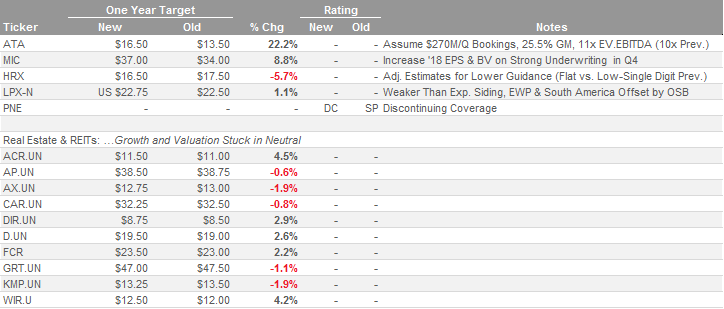 One Year Target Rating
Ticker New Old % Chg New Old Notes
ATA $16.50 $13.50 22.2% - - Assume $270M/Q Bookings, 25.5% GM, 11x EV.EBITDA (10x Prev.)
MIC $37.00 $34.00 8.8% - - Increase '18 EPS & BV on Strong Underwriting in Q4
HRX $16.50 $17.50 -5.7% - - Adj. Estimates for Lower Guidance (Flat vs. Low-Single Digit Prev.)
LPX-N US $22.75 $22.50 1.1% - - Weaker Than Exp. Siding, EWP & South America Offset by OSB
PNE - - - DC SP Discontinuing Coverage
Real Estate & REITs: …Growth and Valuation Stuck in Neutral
ACR.UN $11.50 $11.00 4.5% - -
AP.UN $38.50 $38.75 -0.6% - -
AX.UN $12.75 $13.00 -1.9% - -
CAR.UN $32.25 $32.50 -0.8% - -
DIR.UN $8.75 $8.50 2.9% - -
D.UN $19.50 $19.00 2.6% - -
FCR $23.50 $23.00 2.2% - -
GRT.UN $47.00 $47.50 -1.1% - -
KMP.UN $13.25 $13.50 -1.9% - -
WIR.U $12.50 $12.00 4.2% - -